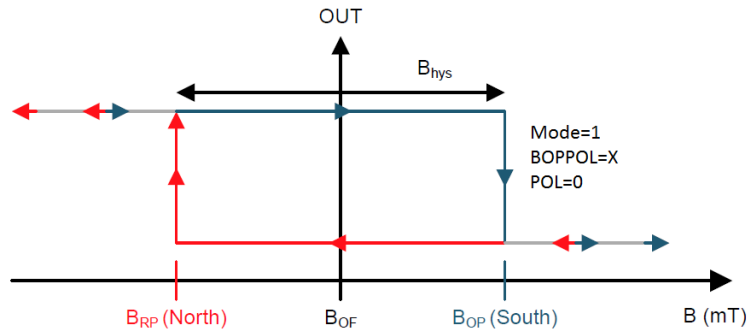 OUT
Bhys
Mode=1
BOPPOL=X
POL=0
BRP (North)
BOF
BOP (South)
B (mT)